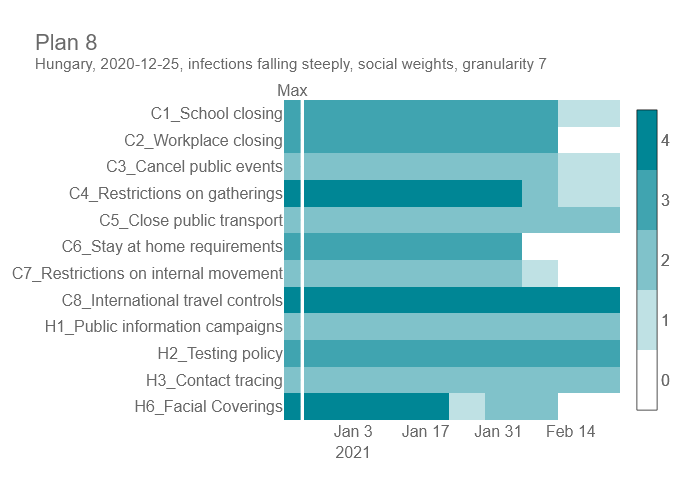 Plan 8
Hungary, 2020-12-25, infections falling steeply, social weights, granularity 7
Max
C1_School closing
C2_Workplace closing
C3_Cancel public events
C4_Restrictions on gatherings
C5_Close public transport
C6_Stay at home requirements
C7_Restrictions on internal movement
C8_International travel controls
H1_Public information campaigns
H2_Testing policy
H3_Contact tracing
H6_Facial Coverings
Jan 3 Jan 17 Jan 31 Feb 14
2021
4
3
2
1
0